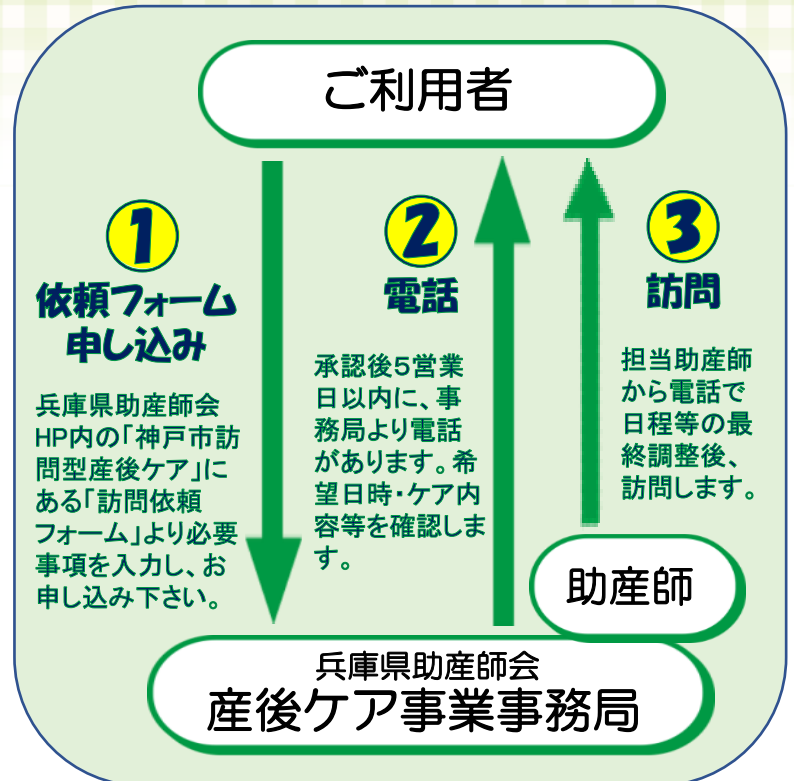 ご利用者
1
依頼フォーム
申し込み
兵庫県助産師会
HP内の「神戸市訪
問型産後ケア」に
ある「訪問依頼
フォーム」より必要
事項を入力し、お
申し込み下さい。
2
電話
承認後5営業
日以内に、事
務局より電話
があります。希
望日時・ケア内
容等を確認しま
す。
3
訪問
担当助産師
から電話で
日程等の最
終調整後、
訪問します。
助産師
兵庫県助産師会
産後ケア事業事務局